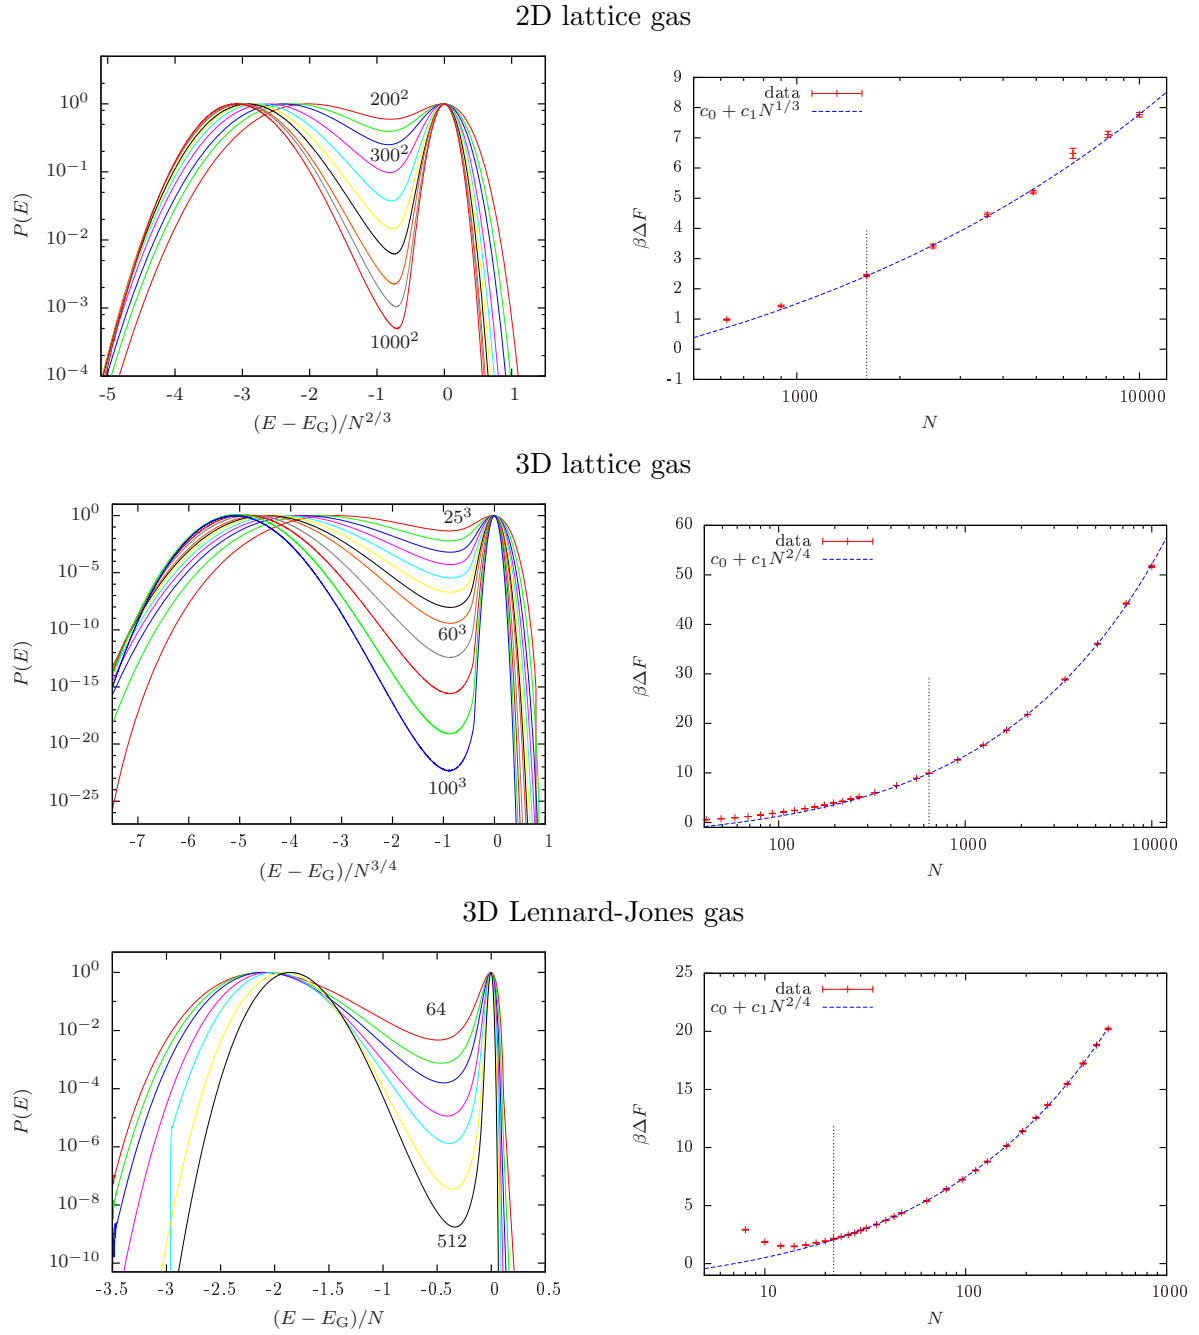 2D lattice gas
P(E)
10^0
10^-1
10^-2
10^-3
10^-4
200^2
300^2
1000^2
-5 -4 -3 -2 -1 0 1
(E − E_G)/N^{2/3}
βΔF
9
8
7
6
5
4
3
2
1
0
-1
data
c_0 + c_1N^{1/3}
1000 10000
N
3D lattice gas
P(E)
10^0
10^-5
10^-10
10^-15
10^-20
10^-25
25^3
60^3
100^3
-7 -6 -5 -4 -3 -2 -1 0 1
(E − E_G)/N^{3/4}
βΔF
60
50
40
30
20
10
0
data
c_0 + c_1N^{2/4}
100 1000 10000
N
3D Lennard-Jones gas
P(E)
10^0
10^-2
10^-4
10^-6
10^-8
10^-10
64
512
-3.5 -3 -2.5 -2 -1.5 -1 -0.5 0 0.5
(E − E_G)/N
βΔF
25
20
15
10
5
0
data
c_0 + c_1N^{2/4}
10 100 1000
N